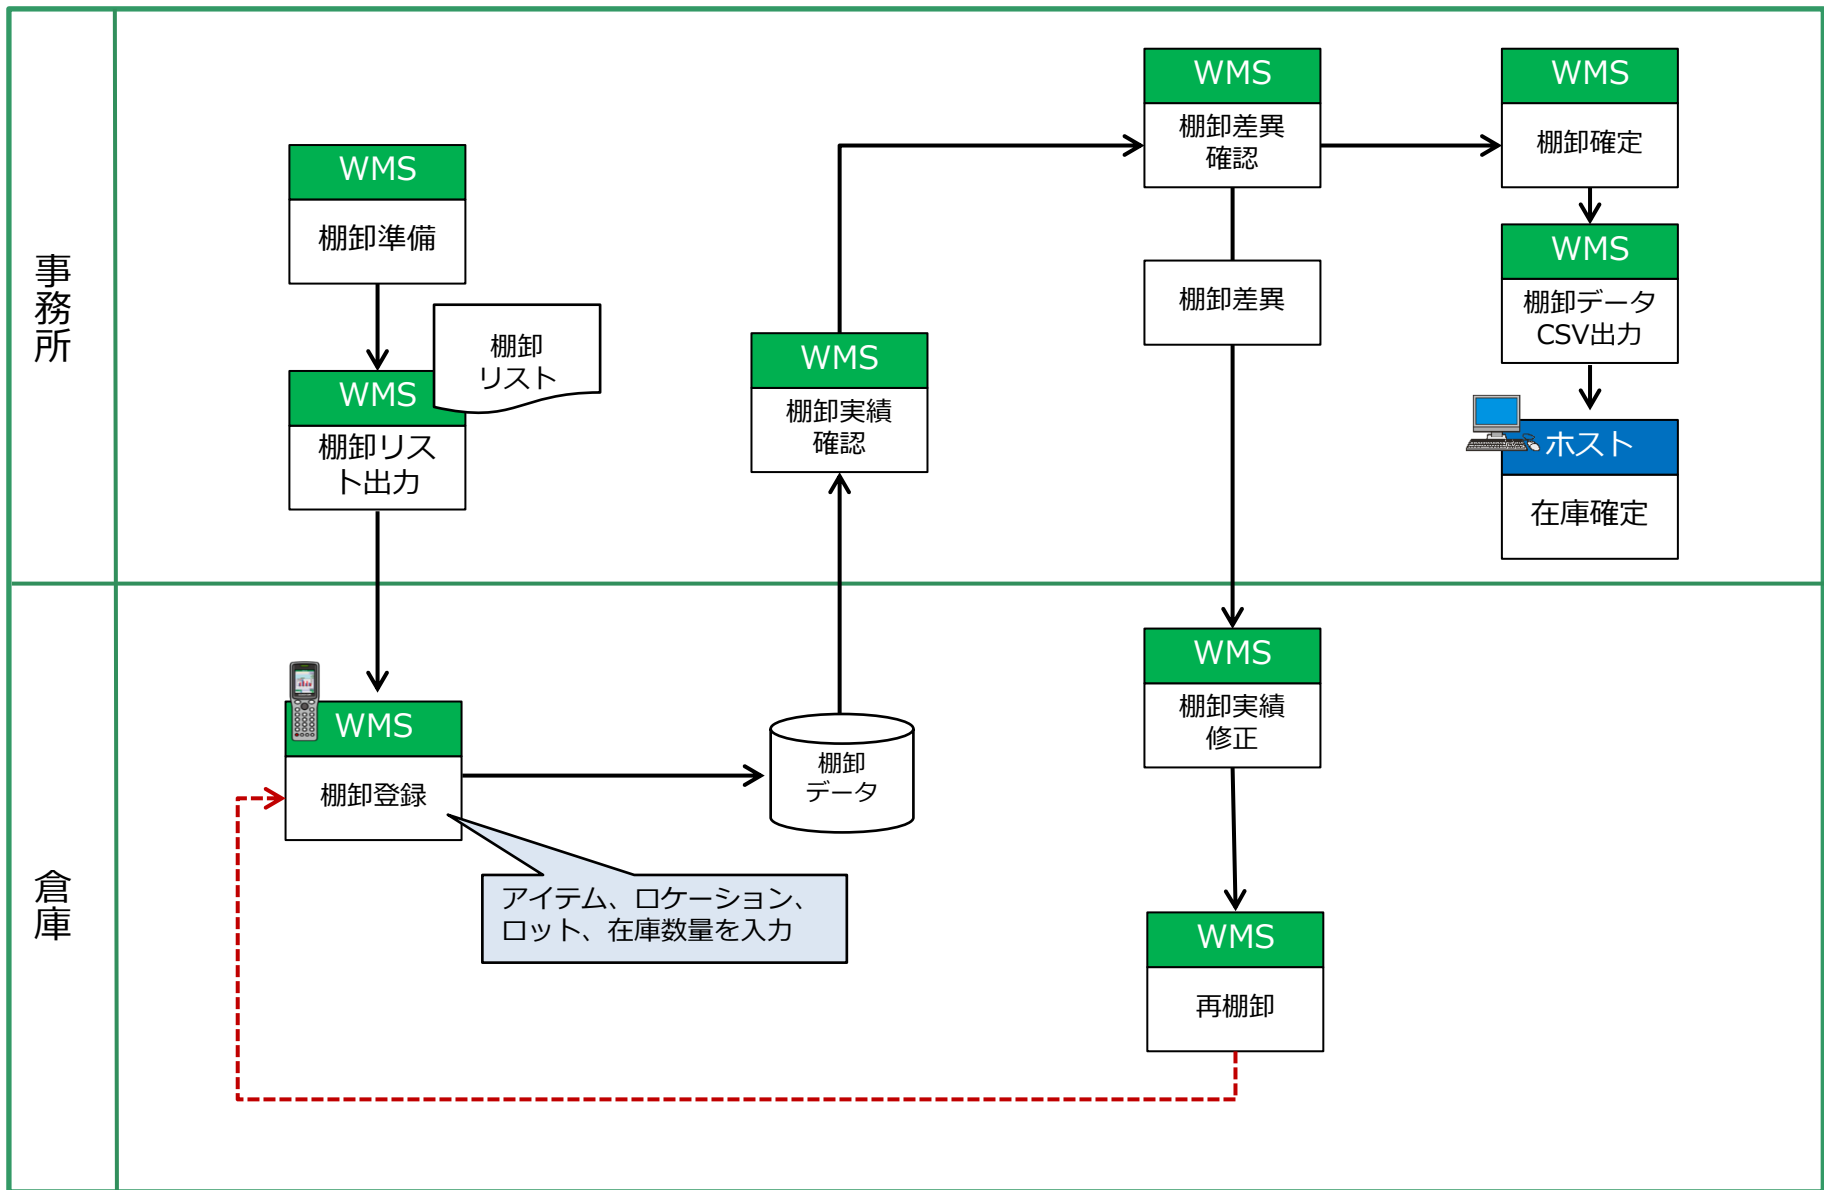 事務所
WMS
棚卸準備
棚卸
リスト
WMS
棚卸リス
ト出力
WMS
棚卸実績
確認
WMS
棚卸差異
確認
棚卸差異
WMS
棚卸確定
WMS
棚卸データ
CSV出力
ホスト
在庫確定
倉庫
WMS
棚卸登録
アイテム、ロケーション、
ロット、在庫数量を入力
棚卸
データ
WMS
棚卸実績
修正
WMS
再棚卸